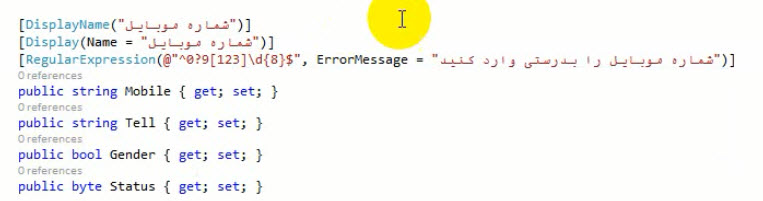 [DisplayName("شماره موبایل")]
[Display(Name = "شماره موبایل")]
[RegularExpression(@"^0?9[123]\d{8}$", ErrorMessage = "شماره موبایل را بدرستی وارد کنید")]
0 references
public string Mobile { get; set; }
0 references
public string Tell { get; set; }
0 references
public bool Gender { get; set; }
0 references
public byte Status { get; set; }